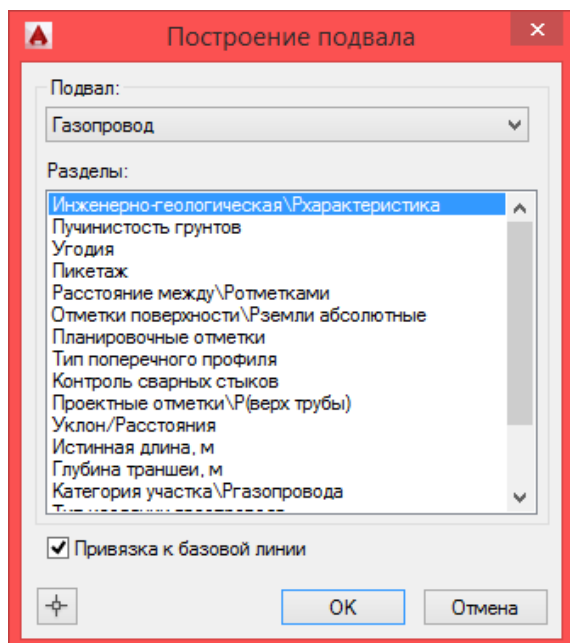 Построение подвала
Подвал:
Газопровод
Разделы:
Инженерно-геологическая\Pхарактеристика
Пучинистость грунтов
Угодия
Пикетаж
Расстояние между\Pотметками
Отметки поверхности\Pземли абсолютные
Планировочные отметки
Тип поперечного профиля
Контроль сварных стыков
Проектные отметки\P(верх трубы)
Уклон/Расстояния
Истинная длина, м
Глубина траншеи, м
Категория участка\Pгазопровода
Привязка к базовой линии
OK
Отмена